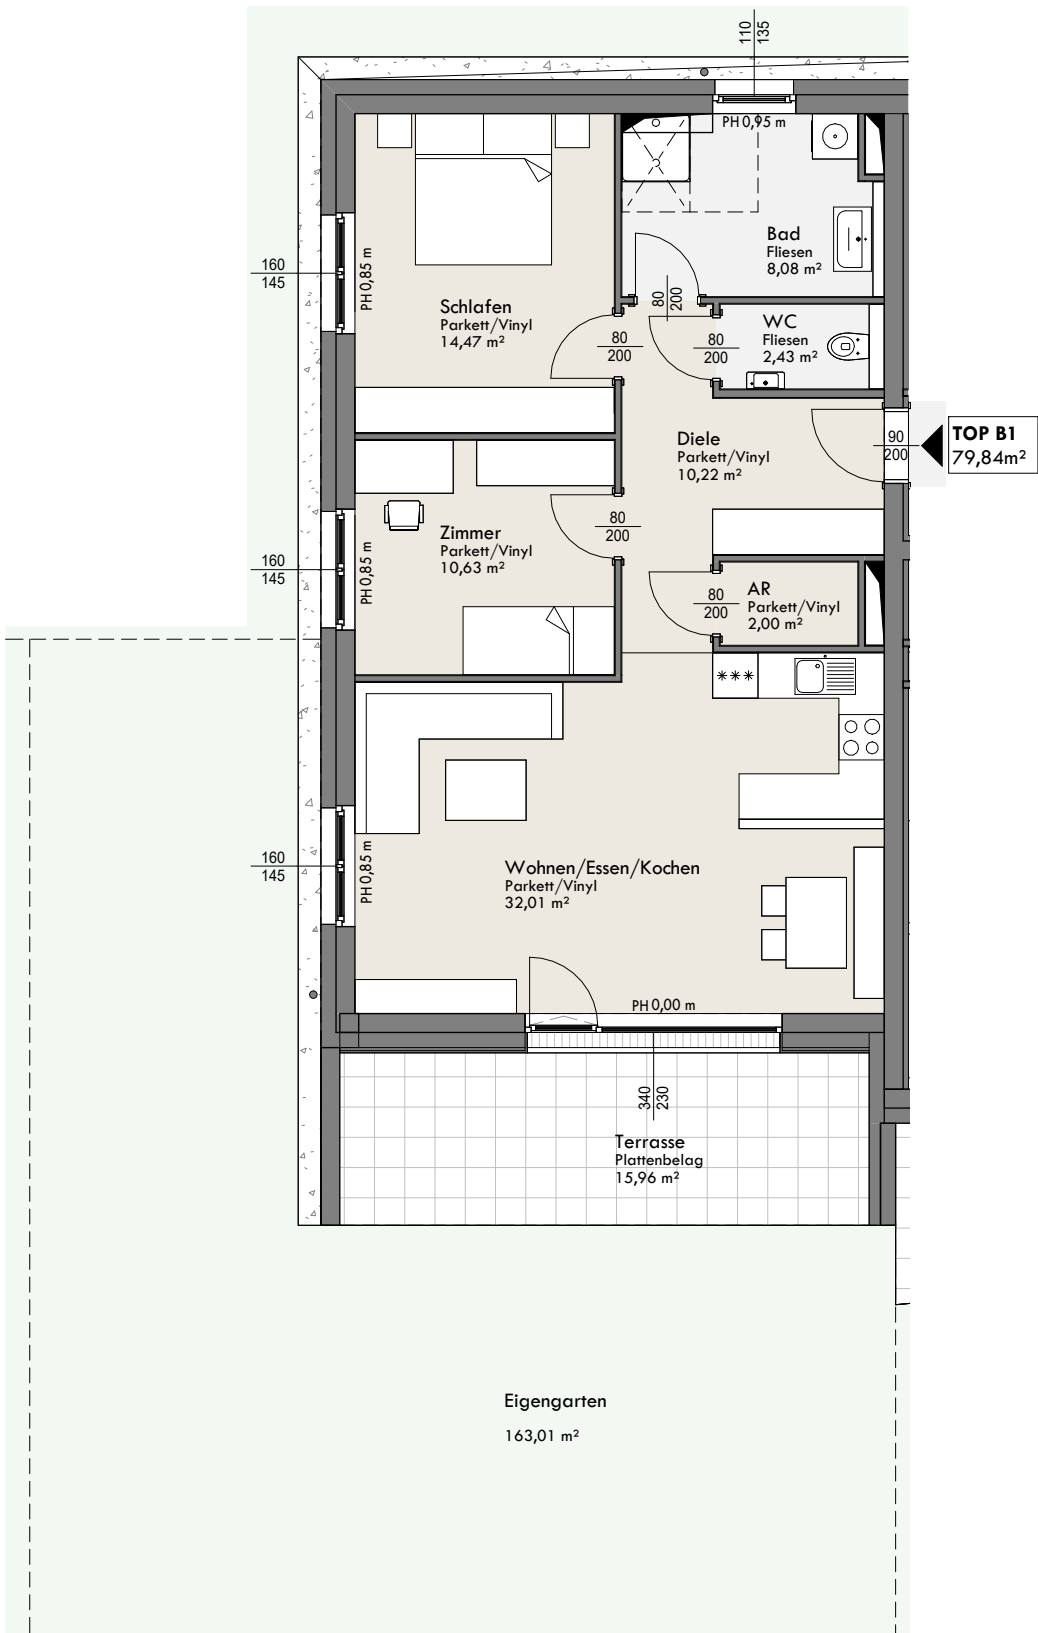 110
135
PH 0,95 m
Bad
Fliesen
8,08 m²
160
145
PH 0,85 m
Schlafen
Parkett/Vinyl
14,47 m²
80
200
80
200
80
200
WC
Fliesen
2,43 m²
Diele
Parkett/Vinyl
10,22 m²
90
200
TOP B1
79,84m²
160
145
PH 0,85 m
Zimmer
Parkett/Vinyl
10,63 m²
80
200
80
200
AR
Parkett/Vinyl
2,00 m²
***
160
145
PH 0,85 m
Wohnen/Essen/Kochen
Parkett/Vinyl
32,01 m²
PH 0,00 m
340
230
Terrasse
Plattenbelag
15,96 m²
Eigengarten
163,01 m²